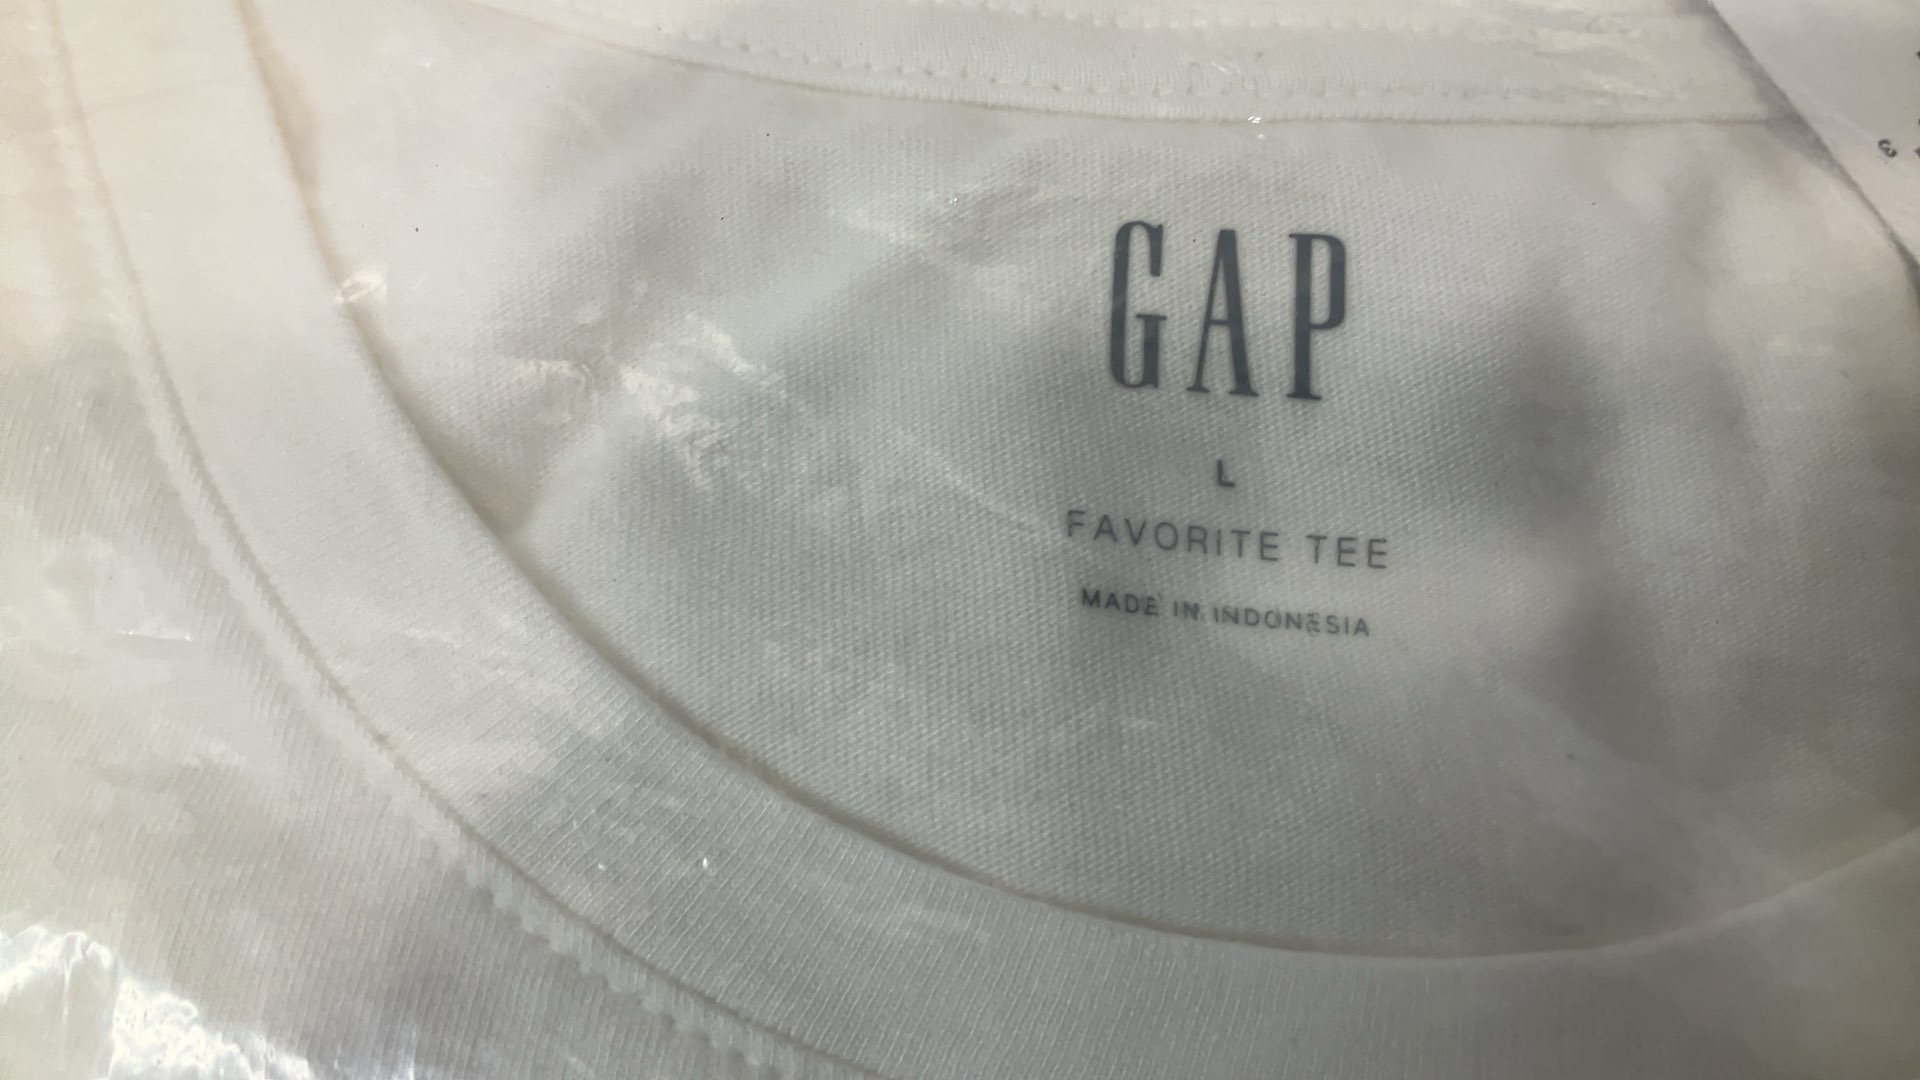 GAP
L
FAVORITE TEE
MADE IN INDONESIA